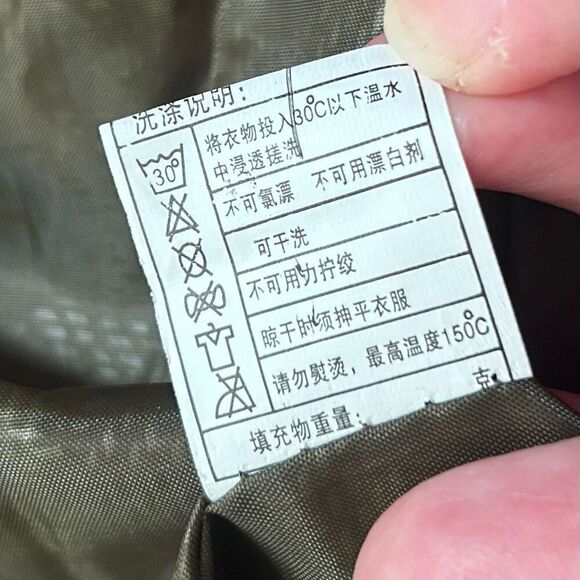 洗涤说明:
将衣物投入30℃以下温水
中浸透搓洗
30°
不可氯漂 不可用漂白剂
可干洗
不可用力拧绞
晾干时须抻平衣服
请勿熨烫，最高温度150℃
填充物重量: 克